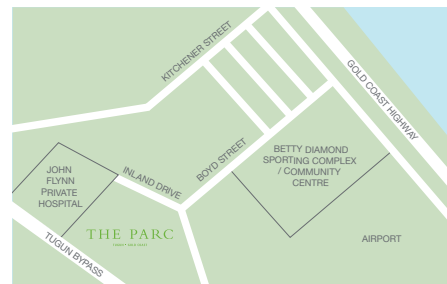 KITCHENER STREET
GOLD COAST HIGHWAY
BOYD STREET
BETTY DIAMOND
SPORTING COMPLEX
/ COMMUNITY
CENTRE
JOHN
FLYNN
PRIVATE
HOSPITAL
INLAND DRIVE
THE PARC
AIRPORT
TUGUN BYPASS